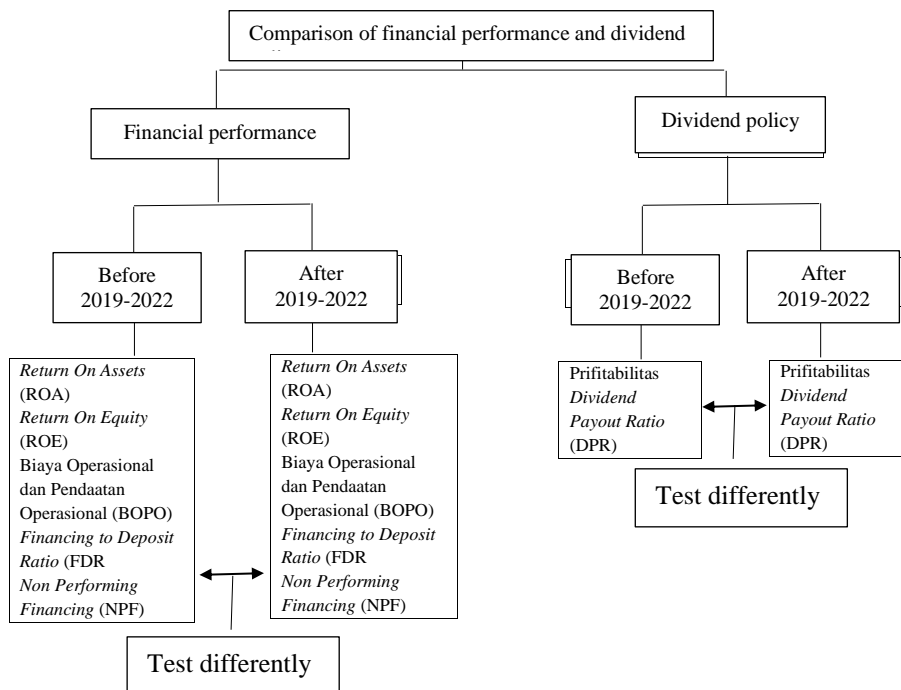 Comparison of financial performance and dividend
Financial performance
Dividend policy
Before
2019-2022
After
2019-2022
Before
2019-2022
After
2019-2022
Return On Assets
(ROA)
Return On Equity
(ROE)
Biaya Operasional
dan Pendaatan
Operasional (BOPO)
Financing to Deposit
Ratio (FDR
Non Performing
Financing (NPF)
Return On Assets
(ROA)
Return On Equity
(ROE)
Biaya Operasional
dan Pendaatan
Operasional (BOPO)
Financing to Deposit
Ratio (FDR
Non Performing
Financing (NPF)
Prifitabilitas
Dividend
Payout Ratio
(DPR)
Prifitabilitas
Dividend
Payout Ratio
(DPR)
Test differently
Test differently